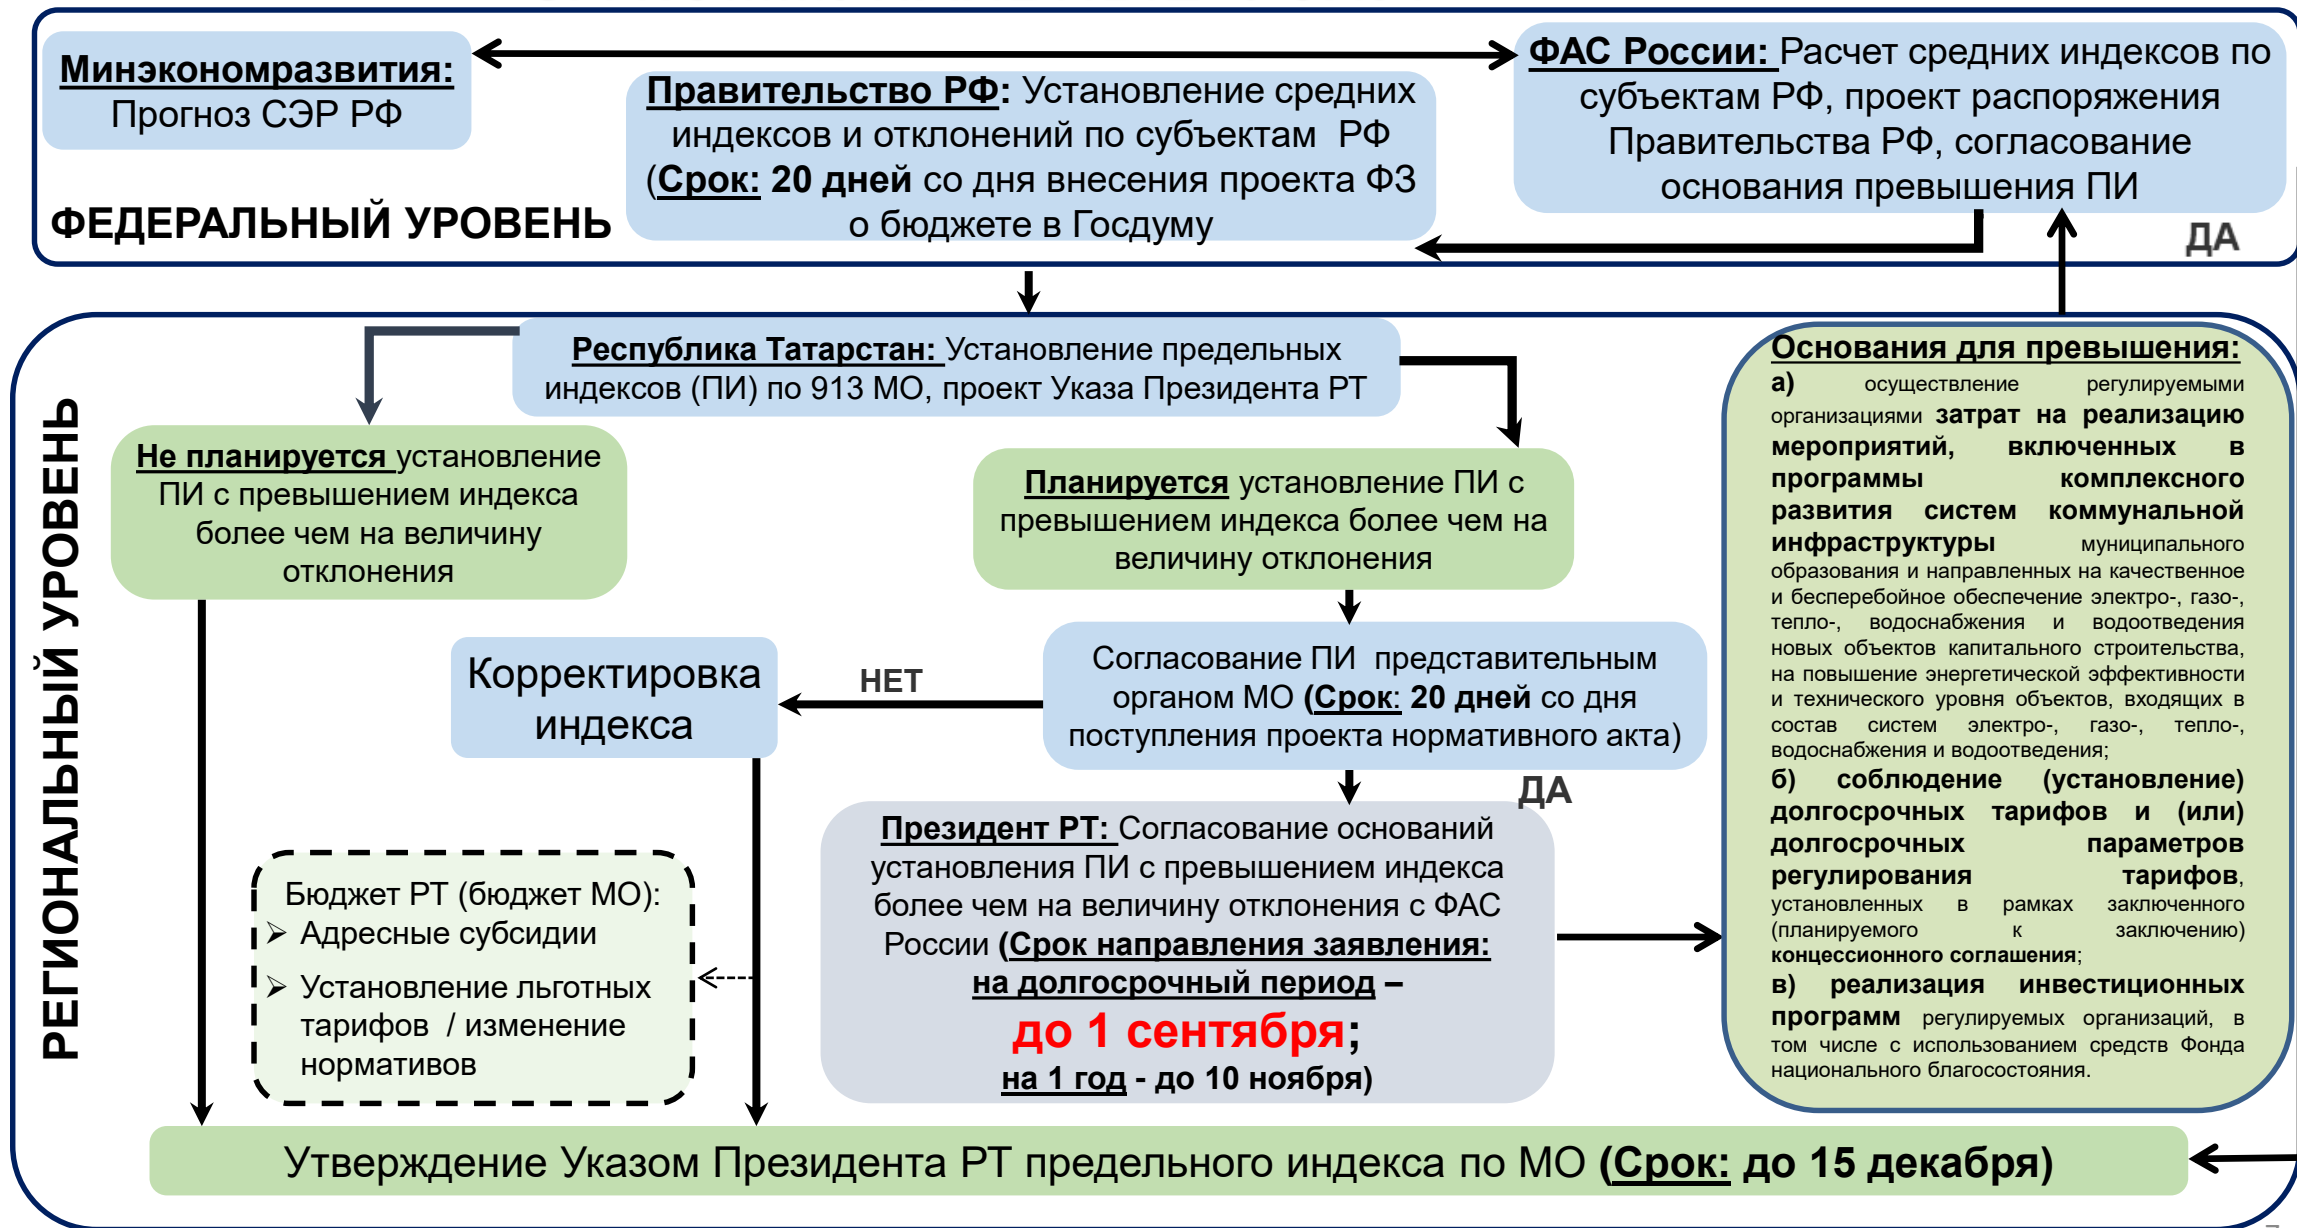 Минэкономразвития:
Прогноз СЭР РФ
Правительство РФ: Установление средних
индексов и отклонений по субъектам РФ
(Срок: 20 дней со дня внесения проекта ФЗ
о бюджете в Госдуму
ФАС России: Расчет средних индексов по
субъектам РФ, проект распоряжения
Правительства РФ, согласование
основания превышения ПИ
ФЕДЕРАЛЬНЫЙ УРОВЕНЬ
ДА
РЕГИОНАЛЬНЫЙ УРОВЕНЬ
Республика Татарстан: Установление предельных
индексов (ПИ) по 913 МО, проект Указа Президента РТ
Не планируется установление
ПИ с превышением индекса
более чем на величину
отклонения
Планируется установление ПИ с
превышением индекса более чем на
величину отклонения
Корректировка
индекса
НЕТ
Согласование ПИ представительным
органом МО (Срок: 20 дней со дня
поступления проекта нормативного акта)
ДА
Президент РТ: Согласование оснований
установления ПИ с превышением индекса
более чем на величину отклонения с ФАС
России (Срок направления заявления:
на долгосрочный период –
до 1 сентября;
на 1 год - до 10 ноября)
Бюджет РТ (бюджет МО):
➢ Адресные субсидии
➢ Установление льготных
тарифов / изменение
нормативов
Основания для превышения:
а) осуществление регулируемыми
организациями затрат на реализацию
мероприятий, включенных в
программы комплексного
развития систем коммунальной
инфраструктуры муниципального
образования и направленных на качественное
и бесперебойное обеспечение электро-, газо-,
тепло-, водоснабжения и водоотведения
новых объектов капитального строительства,
на повышение энергетической эффективности
и технического уровня объектов, входящих в
состав систем электро-, газо-, тепло-,
водоснабжения и водоотведения;
б) соблюдение (установление)
долгосрочных тарифов и (или)
долгосрочных параметров
регулирования тарифов,
установленных в рамках заключенного
(планируемого к заключению)
концессионного соглашения;
в) реализация инвестиционных
программ регулируемых организаций, в
том числе с использованием средств Фонда
национального благосостояния.
Утверждение Указом Президента РТ предельного индекса по МО (Срок: до 15 декабря)